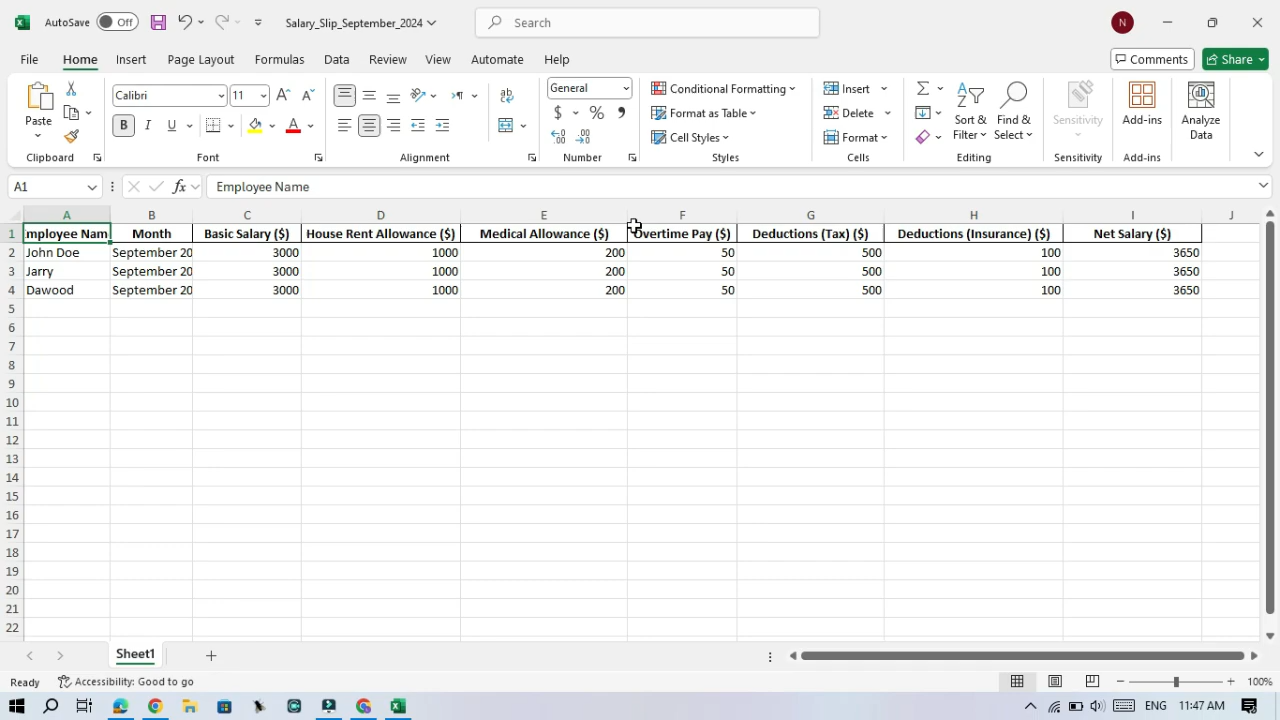 AutoSave Off Salary_Slip_September_2024 Search N
File Home Insert Page Layout Formulas Data Review View Automate Help Comments Share
Paste Calibri 11 General Conditional Formatting Insert
B I U A $ % Format as Table Delete Sort & Filter Find & Select Sensitivity Add-ins Analyze Data
Cell Styles Format
Clipboard Font Alignment Number Styles Cells Editing Sensitivity Add-ins
A1 fx Employee Name
A B C D E F G H I J
1 mployee Nam Month Basic Salary ($) House Rent Allowance ($) Medical Allowance ($) Overtime Pay ($) Deductions (Tax) ($) Deductions (Insurance) ($) Net Salary ($)
2 John Doe September 20 3000 1000 200 50 500 100 3650
3 Jarry September 20 3000 1000 200 50 500 100 3650
4 Dawood September 20 3000 1000 200 50 500 100 3650
5
6
7
8
9
10
11
12
13
14
15
16
17
18
19
20
21
22
Sheet1
Ready Accessibility: Good to go 100%
ENG 11:47 AM